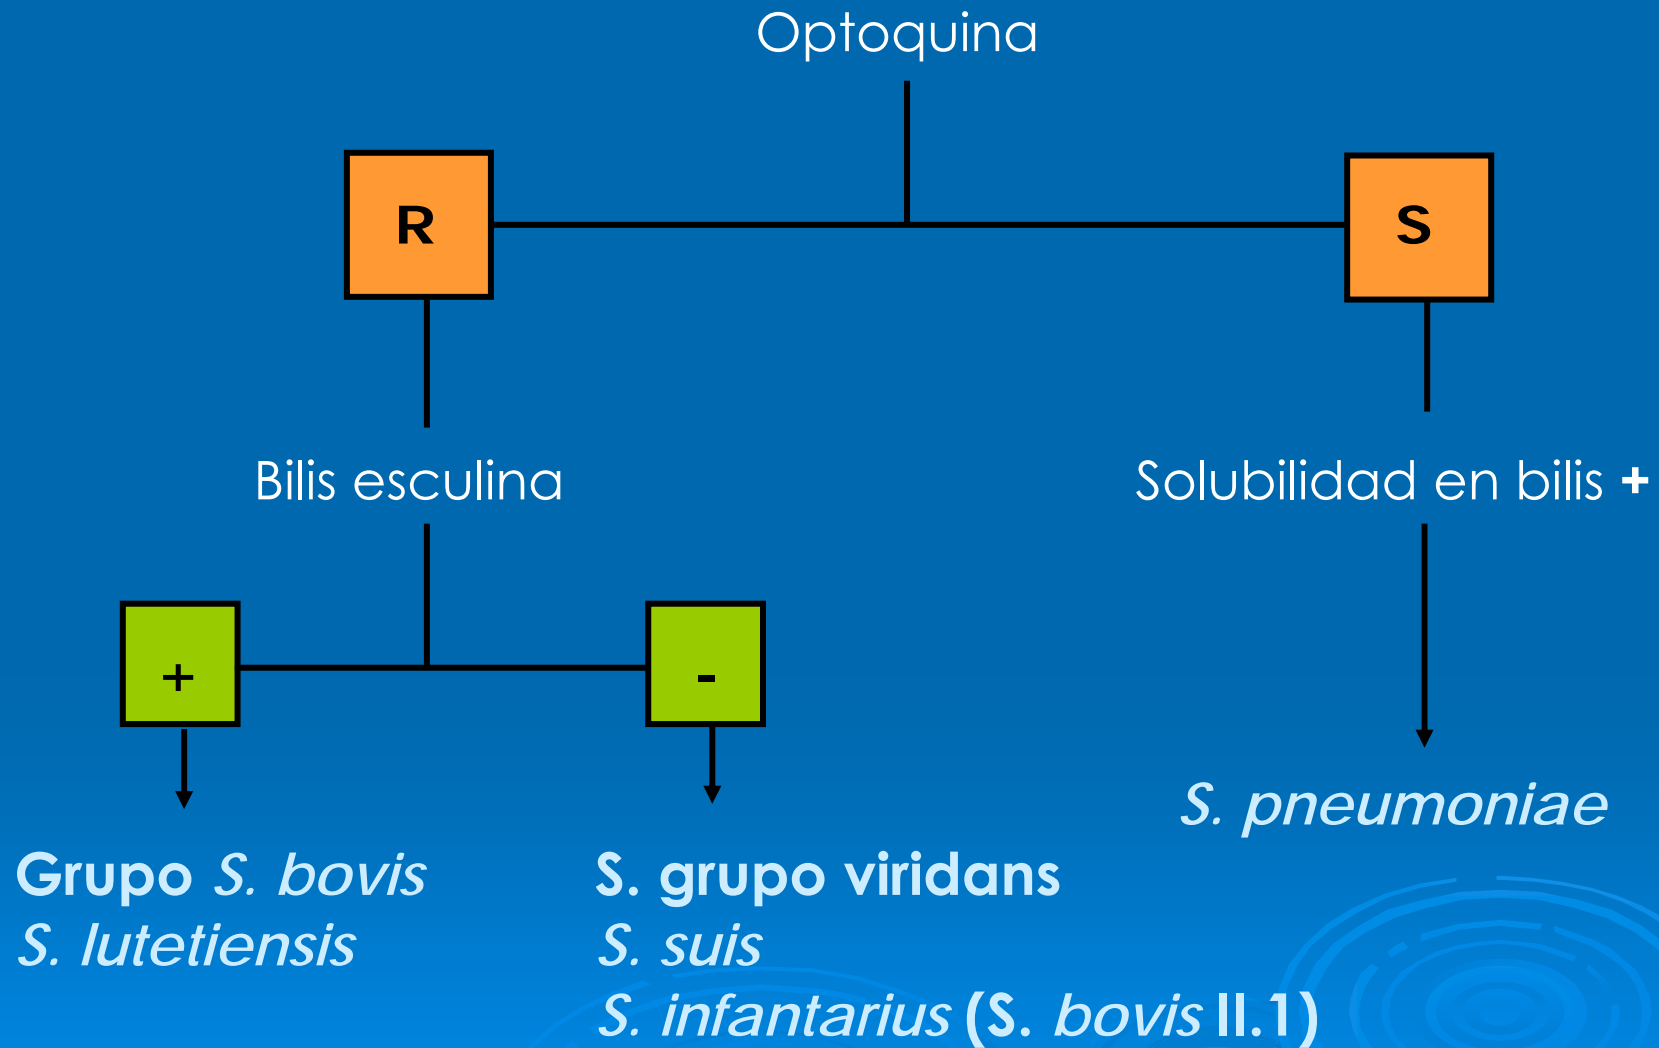 Optoquina
R
S
Bilis esculina
Solubilidad en bilis +
+
-
S. pneumoniae
Grupo S. bovis
S. lutetiensis
S. grupo viridans
S. suis
S. infantarius (S. bovis II.1)